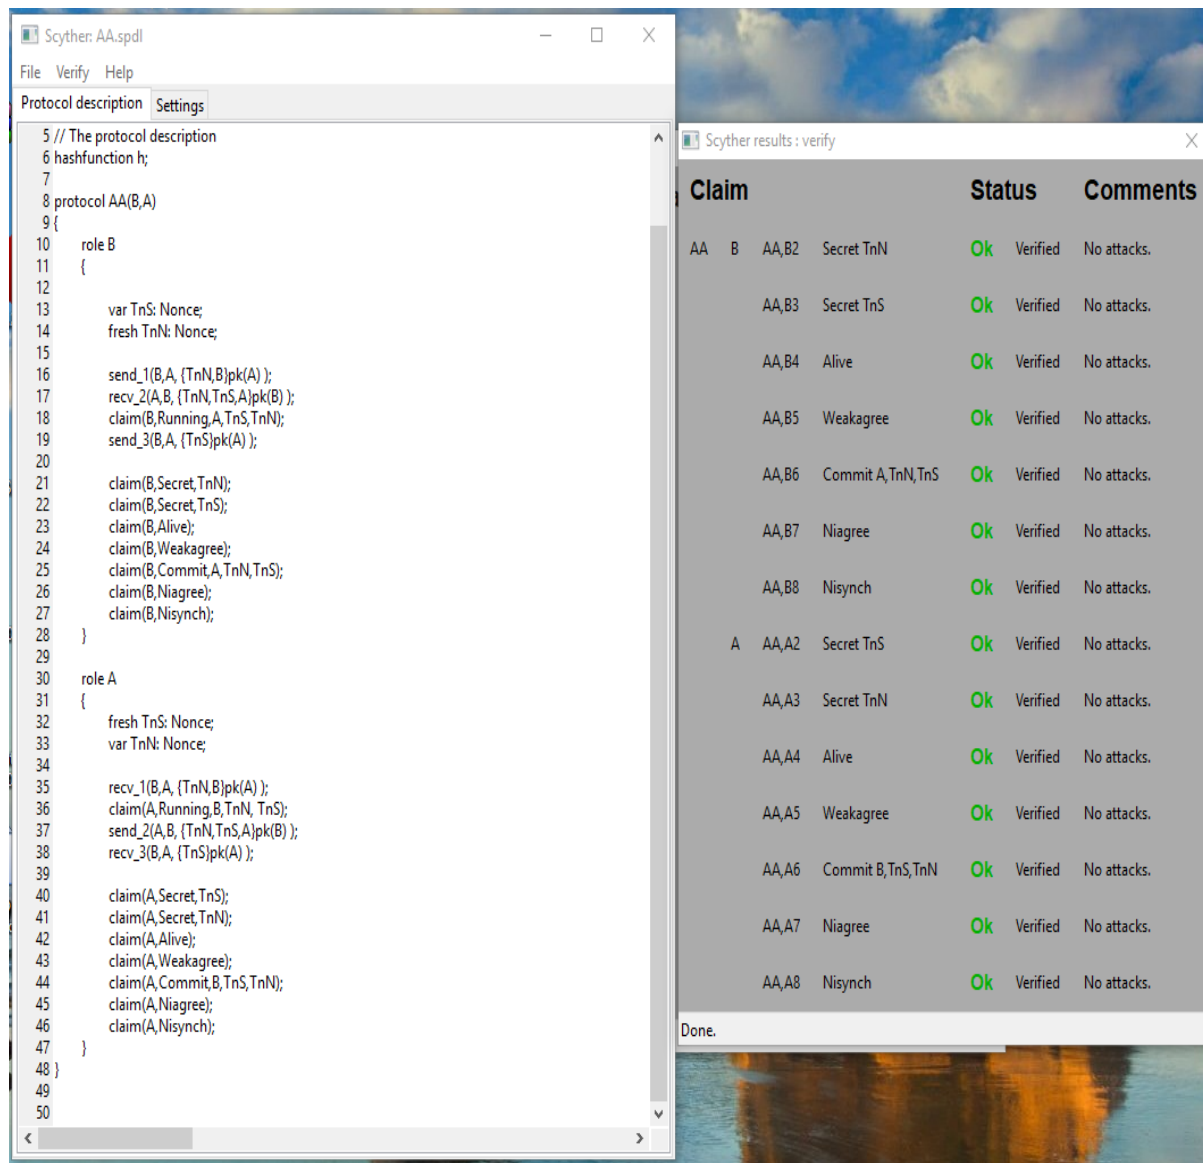 Scyther: AA.spdl
File Verify Help
Protocol description Settings
5 // The protocol description
6 hashfunction h;
7
8 protocol AA(B,A)
9 {
10 role B
11 {
12
13 var TnS: Nonce;
14 fresh TnN: Nonce;
15
16 send_1(B,A, {TnN,B}pk(A) );
17 recv_2(A,B, {TnN,TnS,A}pk(B) );
18 claim(B,Running,A,TnS,TnN);
19 send_3(B,A, {TnS}pk(A) );
20
21 claim(B,Secret,TnN);
22 claim(B,Secret,TnS);
23 claim(B,Alive);
24 claim(B,Weakagree);
25 claim(B,Commit,A,TnN,TnS);
26 claim(B,Niagree);
27 claim(B,Nisynch);
28 }
29
30 role A
31 {
32 fresh TnS: Nonce;
33 var TnN: Nonce;
34
35 recv_1(B,A, {TnN,B}pk(A) );
36 claim(A,Running,B,TnN, TnS);
37 send_2(A,B, {TnN,TnS,A}pk(B) );
38 recv_3(B,A, {TnS}pk(A) );
39
40 claim(A,Secret,TnS);
41 claim(A,Secret,TnN);
42 claim(A,Alive);
43 claim(A,Weakagree);
44 claim(A,Commit,B,TnS,TnN);
45 claim(A,Niagree);
46 claim(A,Nisynch);
47 }
48 }
49
50
Scyther results : verify
Claim Status Comments
AA B AA,B2 Secret TnN Ok Verified No attacks.
AA,B3 Secret TnS Ok Verified No attacks.
AA,B4 Alive Ok Verified No attacks.
AA,B5 Weakagree Ok Verified No attacks.
AA,B6 Commit A,TnN,TnS Ok Verified No attacks.
AA,B7 Niagree Ok Verified No attacks.
AA,B8 Nisynch Ok Verified No attacks.
A AA,A2 Secret TnS Ok Verified No attacks.
AA,A3 Secret TnN Ok Verified No attacks.
AA,A4 Alive Ok Verified No attacks.
AA,A5 Weakagree Ok Verified No attacks.
AA,A6 Commit B,TnS,TnN Ok Verified No attacks.
AA,A7 Niagree Ok Verified No attacks.
AA,A8 Nisynch Ok Verified No attacks.
Done.